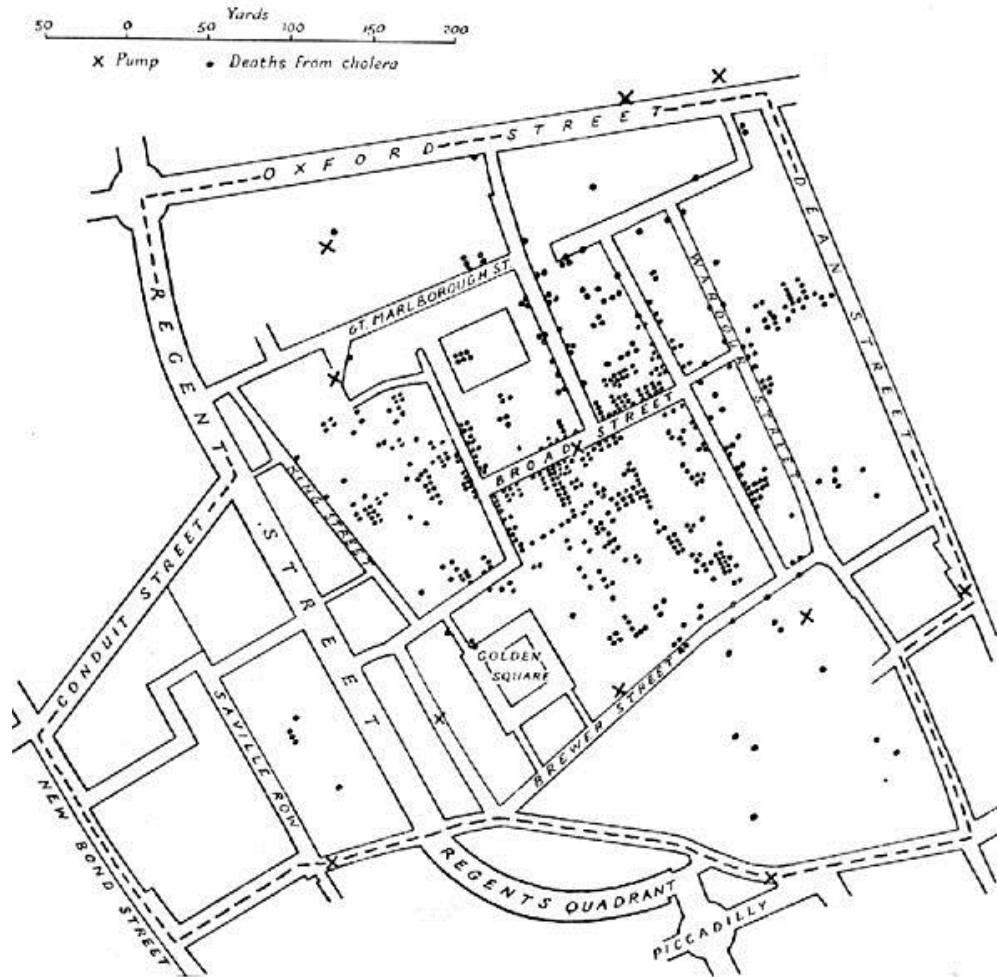 Yards
50 0 50 100 150 200
x Pump • Deaths from cholera
OXFORD STREET
REGENT STREET
GT. MARLBOROUGH ST.
WARDOUR STREET
DEAN STREET
BROAD STREET
KING STREET
CONDUIT STREET
GOLDEN
SQUARE
SAVILLE ROW
BREWER STREET
NEW BOND STREET
REGENTS QUADRANT
PICCADILLY